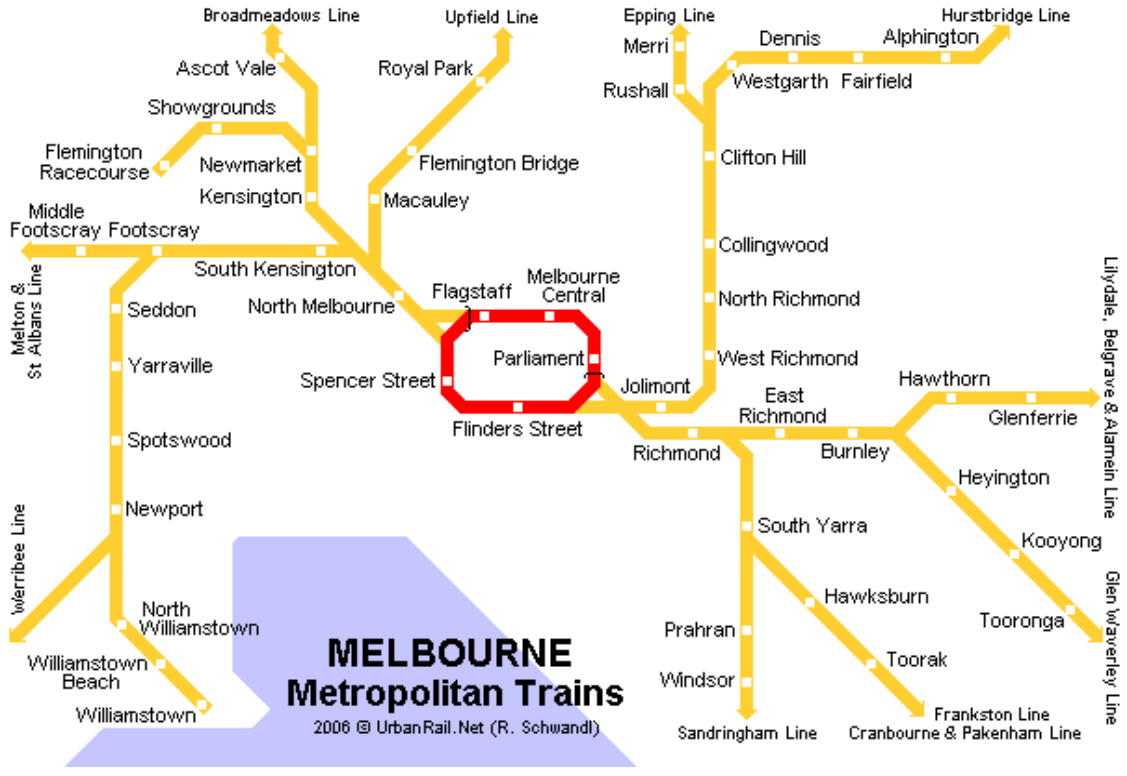 Broadmeadows Line
Upfield Line
Epping Line
Hurstbridge Line
Ascot Vale
Royal Park
Merri
Dennis
Alphington
Showgrounds
Rushall
Westgarth
Fairfield
Flemington
Racecourse
Newmarket
Flemington Bridge
Clifton Hill
Kensington
Macauley
Middle
Footscray
Footscray
South Kensington
Collingwood
Melton &
St Albans Line
Seddon
North Melbourne
Flagstaff
Melbourne
Central
North Richmond
Lilydale, Belgrave & Alamein Line
Yarraville
Spencer Street
Parliament
West Richmond
Jolimont
East
Richmond
Hawthorn
Glenferrie
Spotswood
Flinders Street
Richmond
Burnley
Heyington
Newport
South Yarra
Kooyong
Werribee Line
Hawksburn
Tooronga
Glen Waverley Line
North
Williamstown
Prahran
Williamstown
Beach
Toorak
Windsor
Williamstown
MELBOURNE
Metropolitan Trains
2006 @ UrbanRail.Net (R. Schwandl)
Sandringham Line
Frankston Line
Cranbourne & Pakenham Line